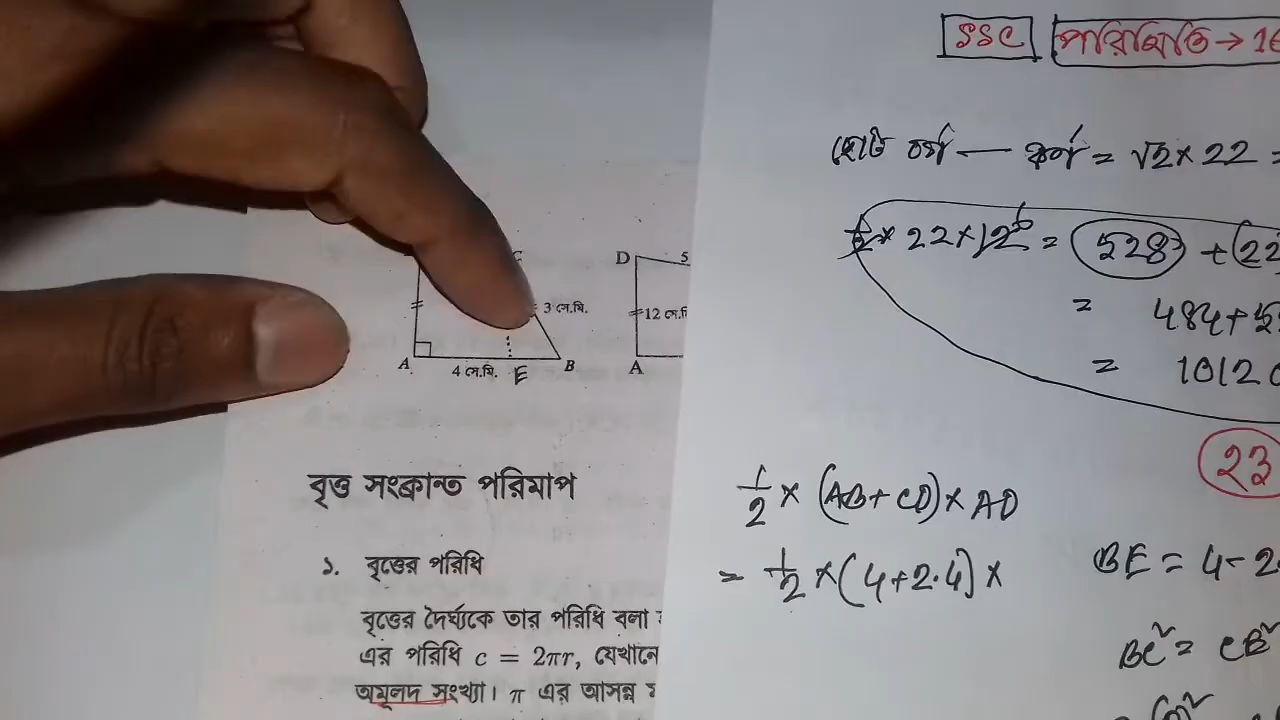 SSC পরিমিতি → 16
ছোট বর্গ — কর্ণ = √2 × 22 =
1/2 × 22 × 12 = 528 + (22
= 484 + 5
= 1012
23
C
3 সে.মি.
A 4 সে.মি. E B
D 5
12 সে.মি
A
1/2 × (AB + CD) × AD
= 1/2 × (4 + 2.4) ×
BE = 4 - 2.
BC² =
বৃত্ত সংক্রান্ত পরিমাপ
১. বৃত্তের পরিধি
বৃত্তের দৈর্ঘ্যকে তার পরিধি বলা
এর পরিধি c = 2πr, যেখানে
অমূলদ সংখ্যা। π এর আসন্ন